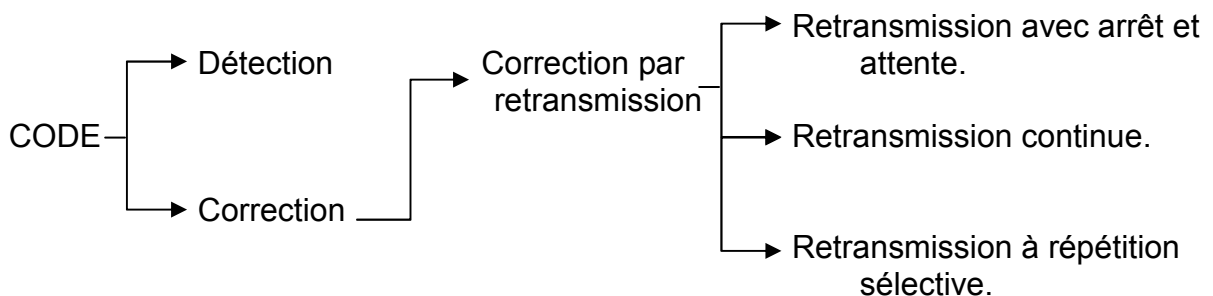 CODE
Détection
Correction
Correction par
retransmission
Retransmission avec arrêt et
attente.
Retransmission continue.
Retransmission à répétition
sélective.